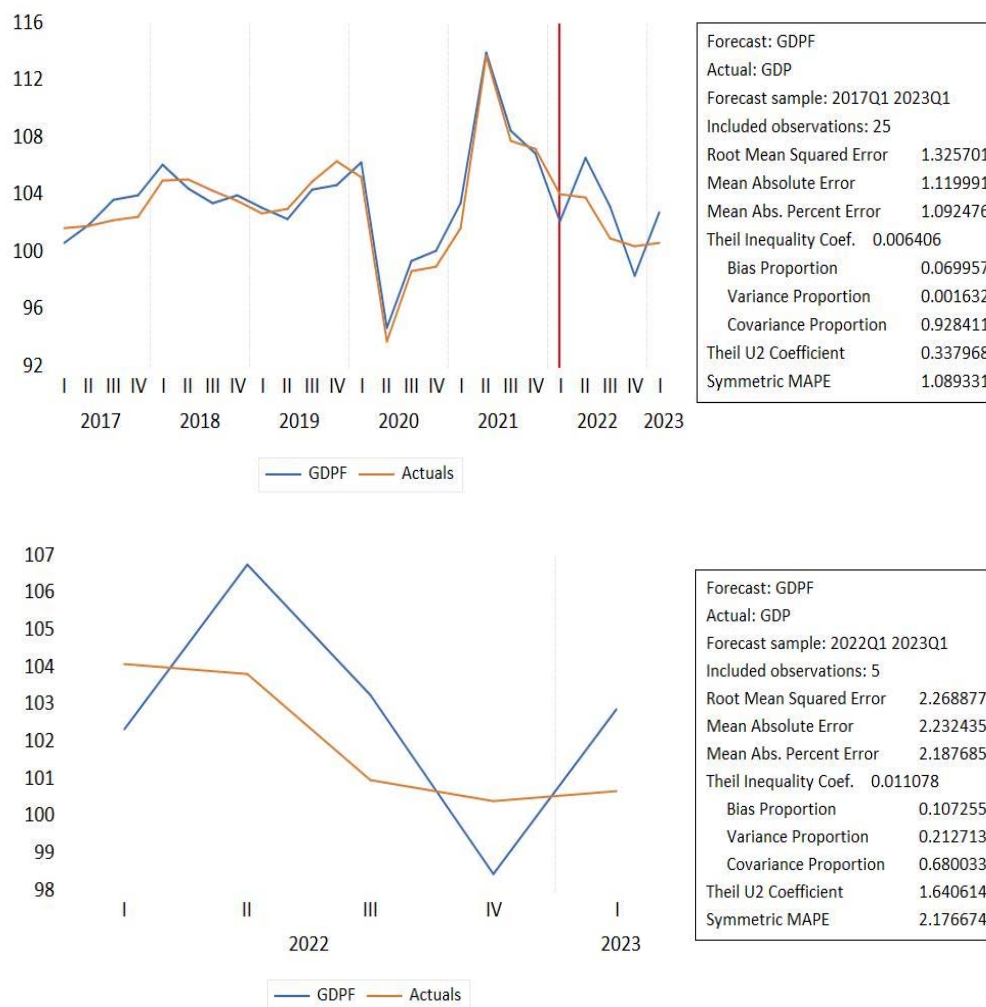 116
112
108
104
100
96
92
I II III IV I II III IV I II III IV I II III IV I II III IV I II III IV I
2017 2018 2019 2020 2021 2022 2023
GDPF Actuals
Forecast: GDPF
Actual: GDP
Forecast sample: 2017Q1 2023Q1
Included observations: 25
Root Mean Squared Error 1.325701
Mean Absolute Error 1.119991
Mean Abs. Percent Error 1.092476
Theil Inequality Coef. 0.006406
Bias Proportion 0.069957
Variance Proportion 0.001632
Covariance Proportion 0.928411
Theil U2 Coefficient 0.337968
Symmetric MAPE 1.089331
107
106
105
104
103
102
101
100
99
98
I II III IV I
2022 2023
GDPF Actuals
Forecast: GDPF
Actual: GDP
Forecast sample: 2022Q1 2023Q1
Included observations: 5
Root Mean Squared Error 2.268877
Mean Absolute Error 2.232435
Mean Abs. Percent Error 2.187685
Theil Inequality Coef. 0.011078
Bias Proportion 0.107255
Variance Proportion 0.212713
Covariance Proportion 0.680033
Theil U2 Coefficient 1.640614
Symmetric MAPE 2.176674